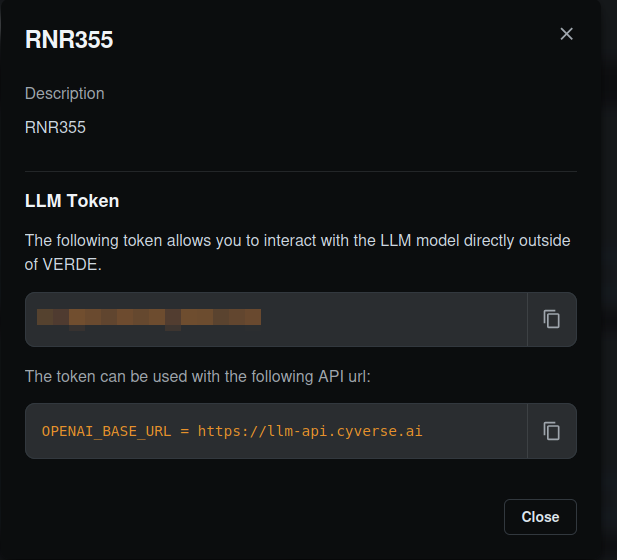 RNR355
Description
RNR355
LLM Token
The following token allows you to interact with the LLM model directly outside
of VERDE.
The token can be used with the following API url:
OPENAI_BASE_URL = https://llm-api.cyverse.ai
Close